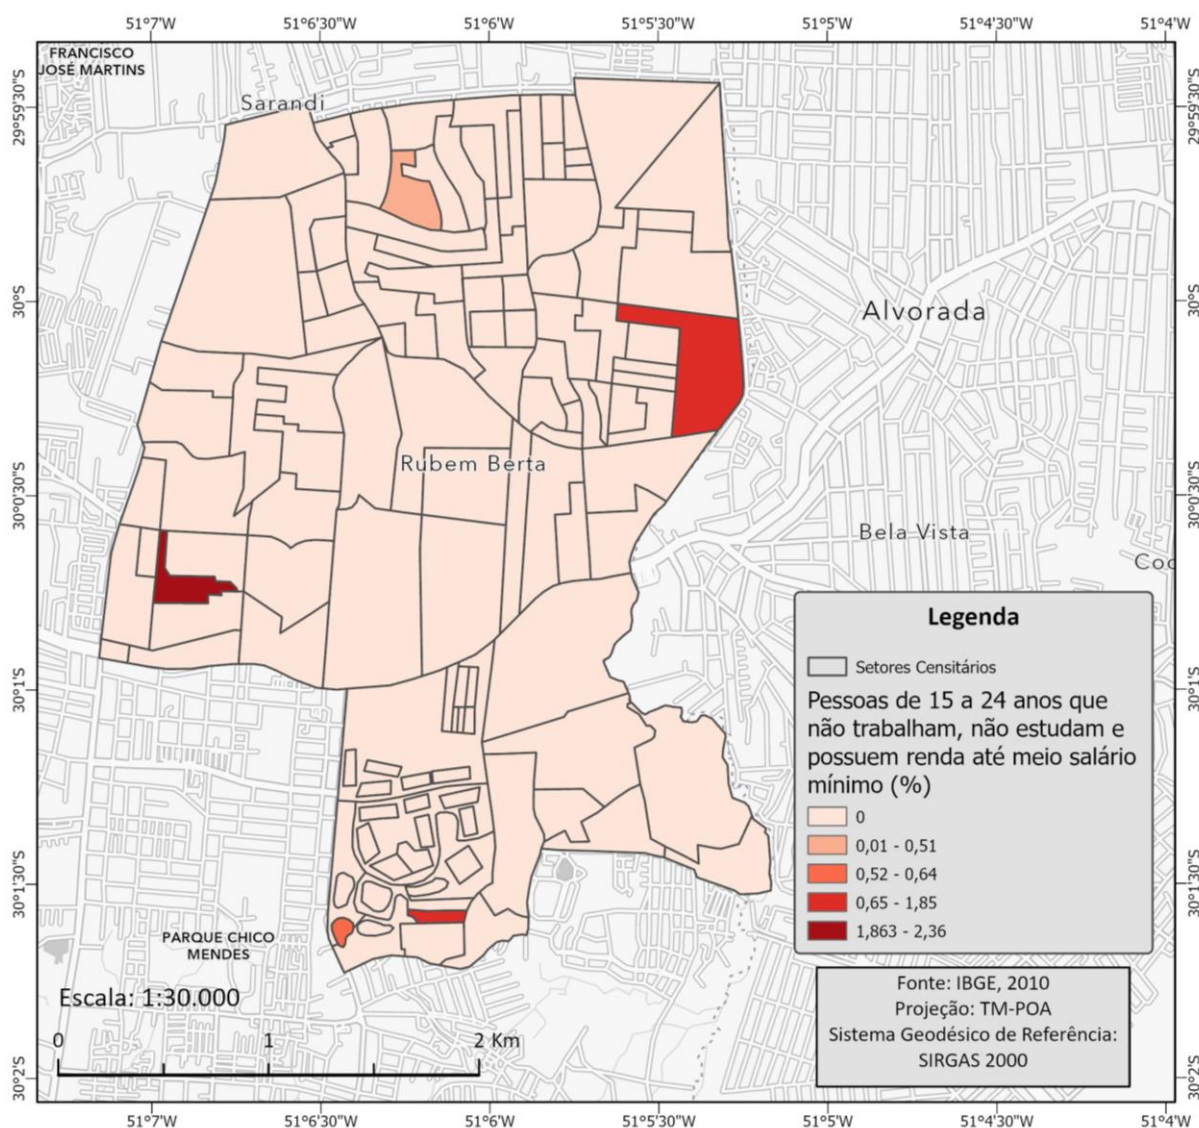 51°7'W 51°6'30"W 51°6'W 51°5'30"W 51°5'W 51°4'30"W 51°4'W
FRANCISCO
JOSÉ MARTINS
Sarandi
29°59'30"S
29°59'30"S
30°S
30°S
Alvorada
Rubem Berta
30°0'30"S
30°0'30"S
Bela Vista
Coc
30°1'S
30°1'S
30°1'30"S
30°1'30"S
30°2'S
30°2'S
PARQUE CHICO
MENDES
Legenda
Setores Censitários
Pessoas de 15 a 24 anos que
não trabalham, não estudam e
possuem renda até meio salário
mínimo (%)
0
0,01 - 0,51
0,52 - 0,64
0,65 - 1,85
1,863 - 2,36
Fonte: IBGE, 2010
Projeção: TM-POA
Sistema Geodésico de Referência:
SIRGAS 2000
Escala: 1:30.000
0 1 2 Km
51°7'W 51°6'30"W 51°6'W 51°5'30"W 51°5'W 51°4'30"W 51°4'W